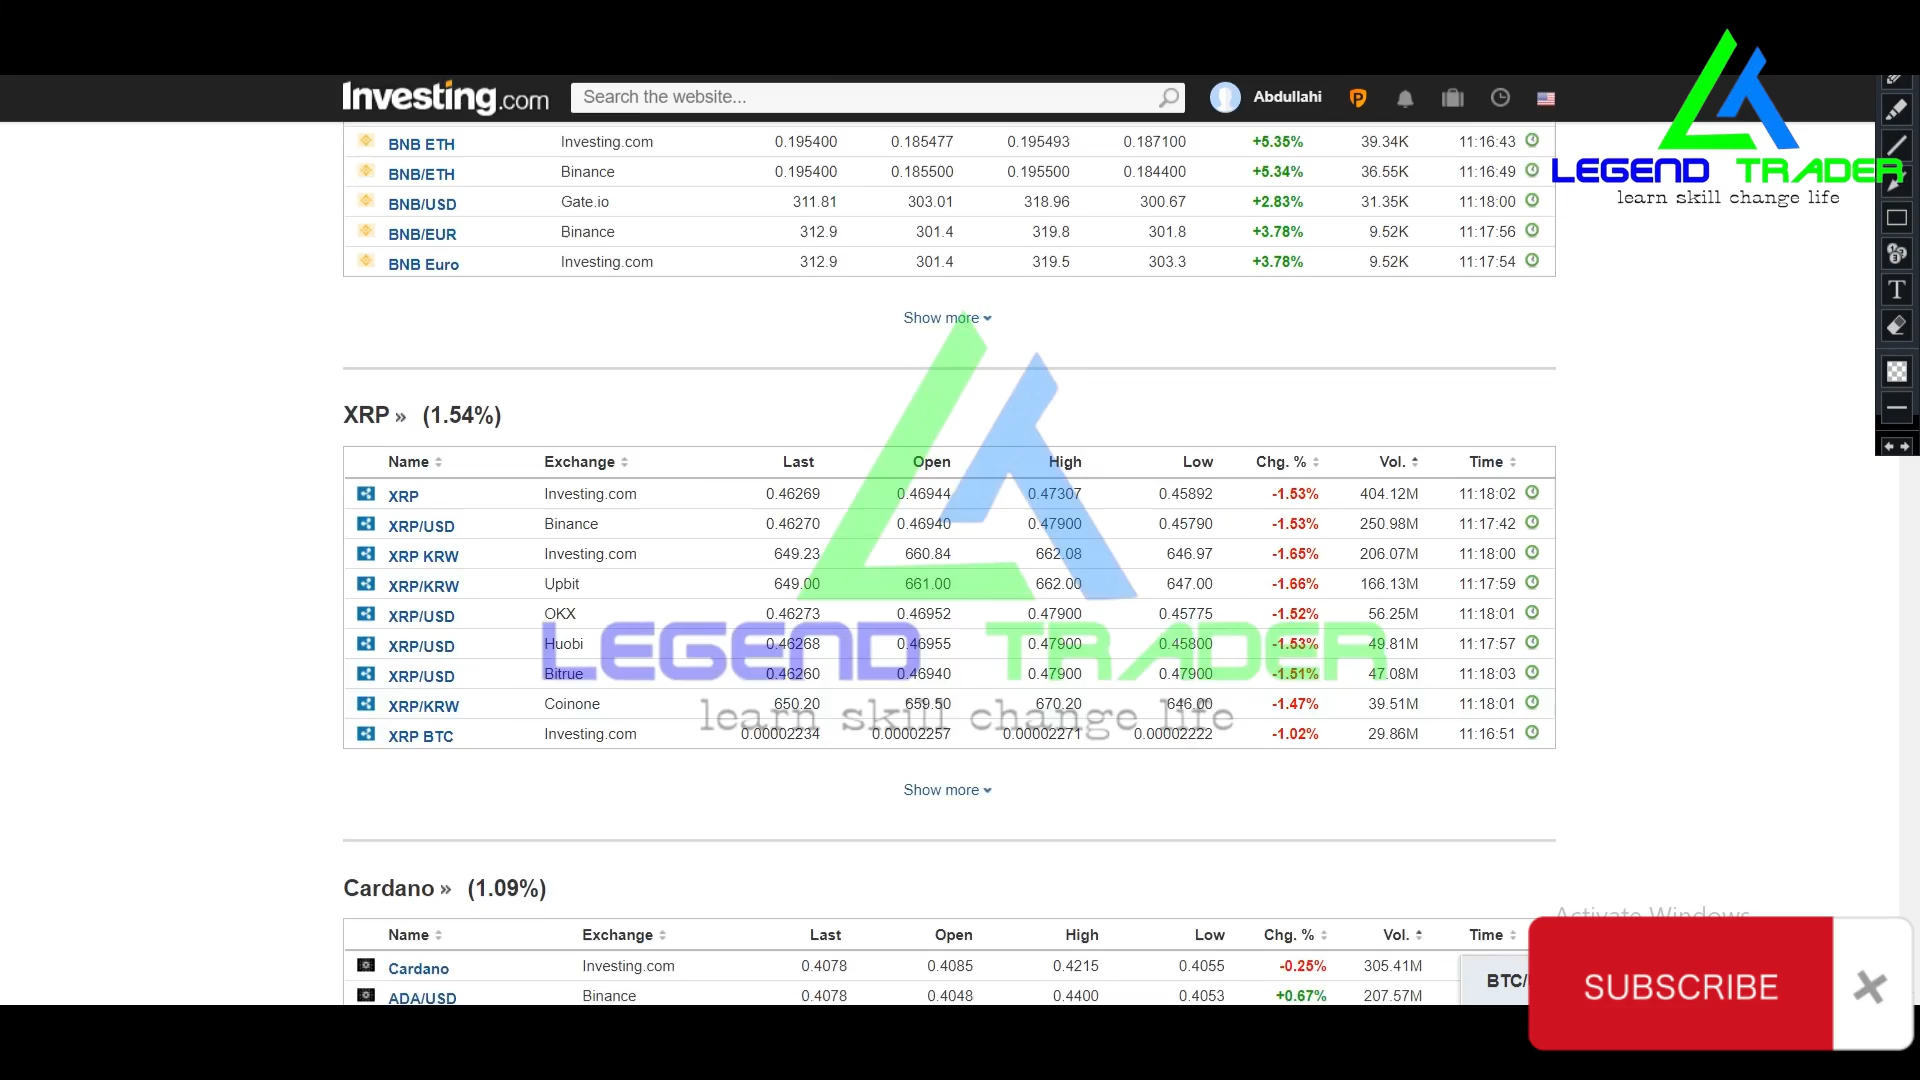 Investing.com Search the website... Abdullahi
LEGEND TRADER
learn skill change life
BNB ETH Investing.com 0.195400 0.185477 0.195493 0.187100 +5.35% 39.34K 11:16:43
BNB/ETH Binance 0.195400 0.185500 0.195500 0.184400 +5.34% 36.55K 11:16:49
BNB/USD Gate.io 311.81 303.01 318.96 300.67 +2.83% 31.35K 11:18:00
BNB/EUR Binance 312.9 301.4 319.8 301.8 +3.78% 9.52K 11:17:56
BNB Euro Investing.com 312.9 301.4 319.5 303.3 +3.78% 9.52K 11:17:54
Show more
XRP » (1.54%)
Name Exchange Last Open High Low Chg. % Vol. Time
XRP Investing.com 0.46269 0.46944 0.47307 0.45892 -1.53% 404.12M 11:18:02
XRP/USD Binance 0.46270 0.46940 0.47900 0.45790 -1.53% 250.98M 11:17:42
XRP KRW Investing.com 649.23 660.84 662.08 646.97 -1.65% 206.07M 11:18:00
XRP/KRW Upbit 649.00 661.00 662.00 647.00 -1.66% 166.13M 11:17:59
XRP/USD OKX 0.46273 0.46952 0.47900 0.45775 -1.52% 56.25M 11:18:01
XRP/USD Huobi 0.46268 0.46955 0.47900 0.45800 -1.53% 49.81M 11:17:57
XRP/USD Bitrue 0.46260 0.46940 0.47900 0.47900 -1.51% 47.08M 11:18:03
XRP/KRW Coinone 650.20 659.50 670.20 646.00 -1.47% 39.51M 11:18:01
XRP BTC Investing.com 0.00002234 0.00002257 0.00002271 0.00002222 -1.02% 29.86M 11:16:51
LEGEND TRADER
learn skill change life
Show more
Cardano » (1.09%)
Name Exchange Last Open High Low Chg. % Vol. Time
Cardano Investing.com 0.4078 0.4085 0.4215 0.4055 -0.25% 305.41M
ADA/USD Binance 0.4078 0.4048 0.4400 0.4053 +0.67% 207.57M
Activate Windows
BTC/
SUBSCRIBE